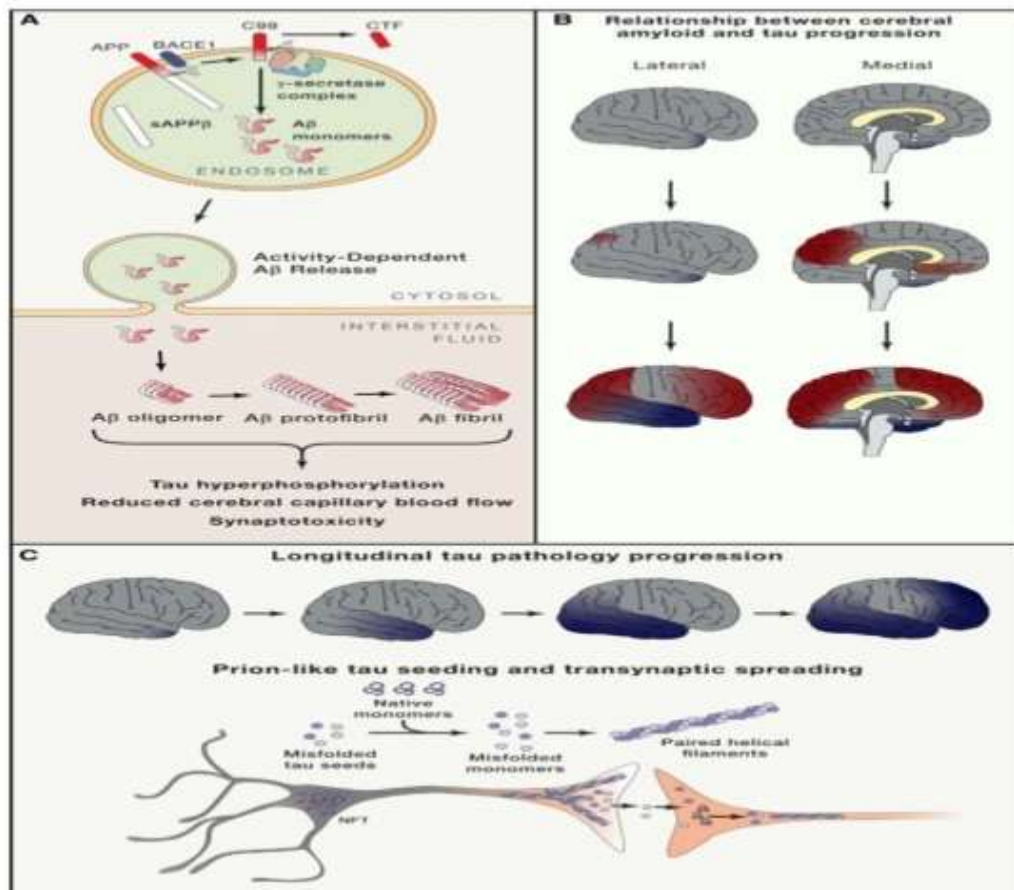 A
C99
CTF
APP
BACE1
γ-secretase
complex
sAPPβ
Aβ
monomers
ENDOSOME
Activity-Dependent
Aβ Release
CYTOSOL
INTERSTITIAL
FLUID
Aβ oligomer
Aβ protofibril
Aβ fibril
Tau hyperphosphorylation
Reduced cerebral capillary blood flow
Synaptotoxicity
B
Relationship between cerebral
amyloid and tau progression
Lateral
Medial
C
Longitudinal tau pathology progression
Prion-like tau seeding and transynaptic spreading
Native
monomers
Misfolded
tau seeds
Misfolded
monomers
Paired helical
filaments
NFT